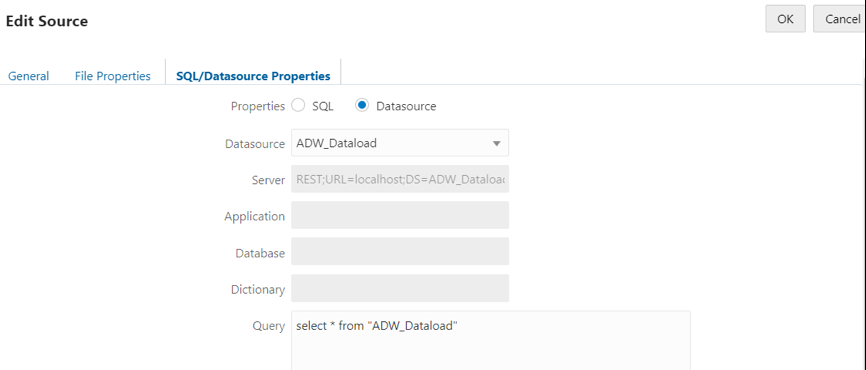 Edit Source
OK
Cancel
General
File Properties
SQL/Datasource Properties
Properties
SQL
Datasource
Datasource
ADW_Dataload
Server
REST;URL=localhost;DS=ADW_Dataload
Application
Database
Dictionary
Query
select * from "ADW_Dataload"